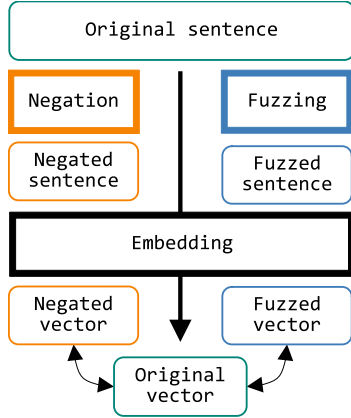 Original sentence
Negation
Fuzzing
Negated
sentence
Fuzzed
sentence
Embedding
Negated
vector
Fuzzed
vector
Original
vector